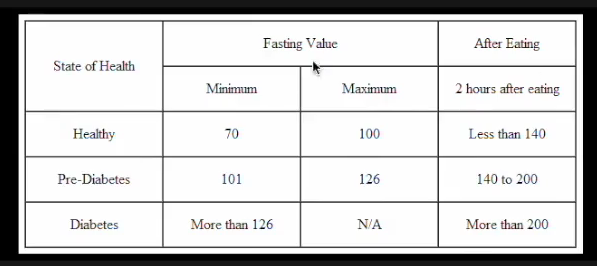 State of Health
Fasting Value
After Eating
Minimum
Maximum
2 hours after eating
Healthy
70
100
Less than 140
Pre-Diabetes
101
126
140 to 200
Diabetes
More than 126
N/A
More than 200